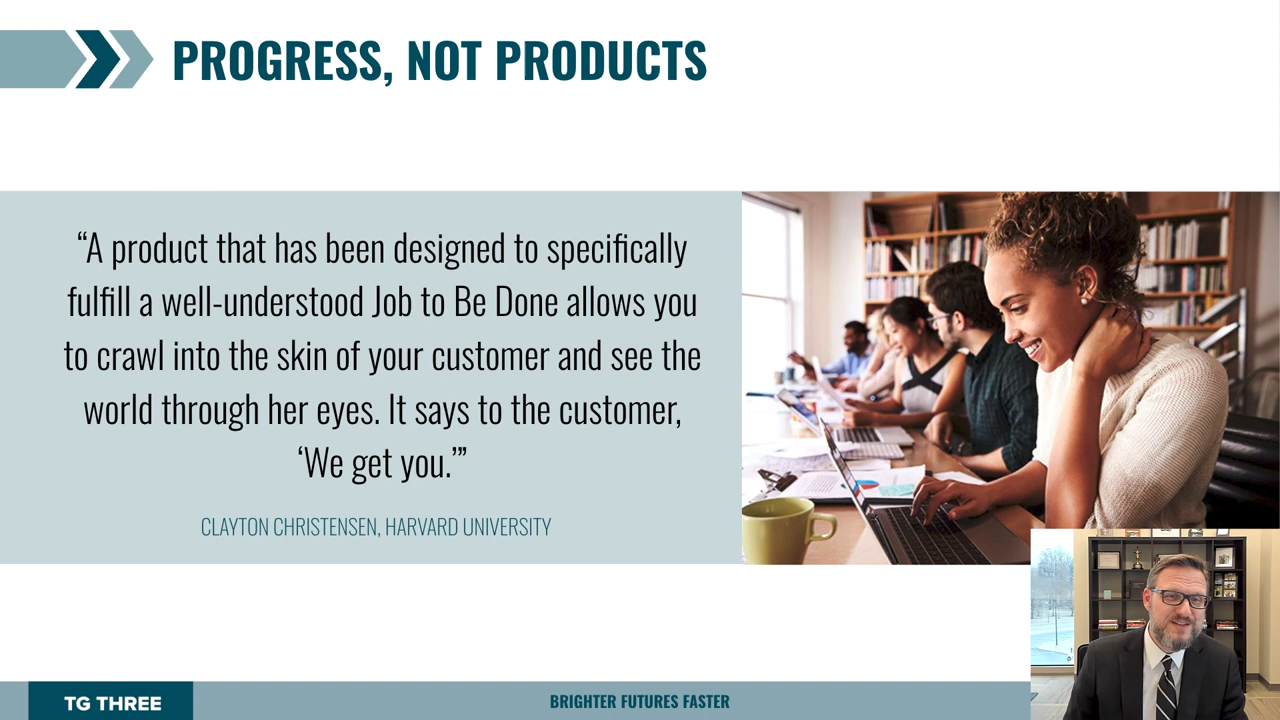 PROGRESS, NOT PRODUCTS
“A product that has been designed to specifically
fulfill a well-understood Job to Be Done allows you
to crawl into the skin of your customer and see the
world through her eyes. It says to the customer,
‘We get you.’”
CLAYTON CHRISTENSEN, HARVARD UNIVERSITY
TG THREE
BRIGHTER FUTURES FASTER